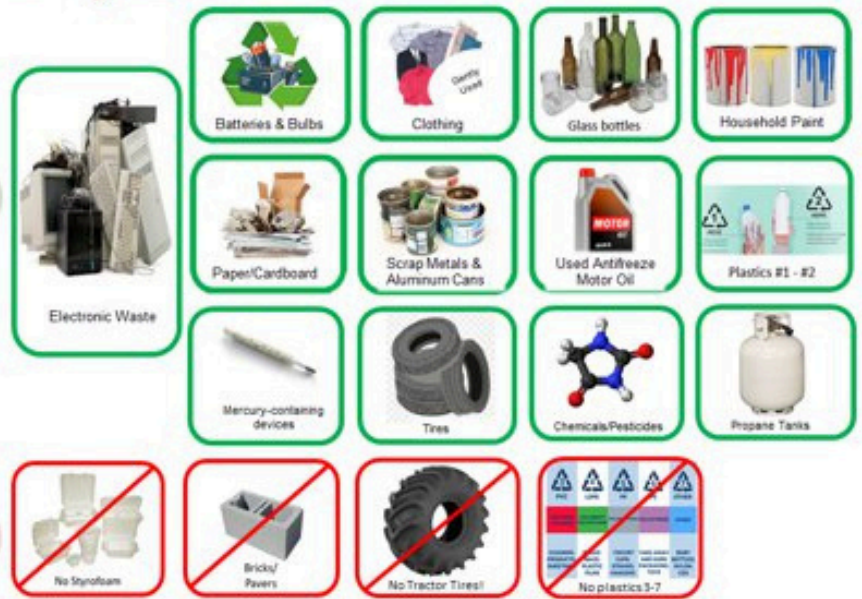 Electronic Waste
Batteries & Bulbs
Gently
Used
Clothing
Glass bottles
Household Paint
Paper/Cardboard
Scrap Metals &
Aluminum Cans
MOTOR
Used Antifreeze
Motor Oil
1
2
Plastics #1 - #2
Mercury-containing
devices
Tires
Chemicals/Pesticides
Propane Tanks
No Styrofoam
Bricks/
Pavers
No Tractor Tires!
No plastics 3-7